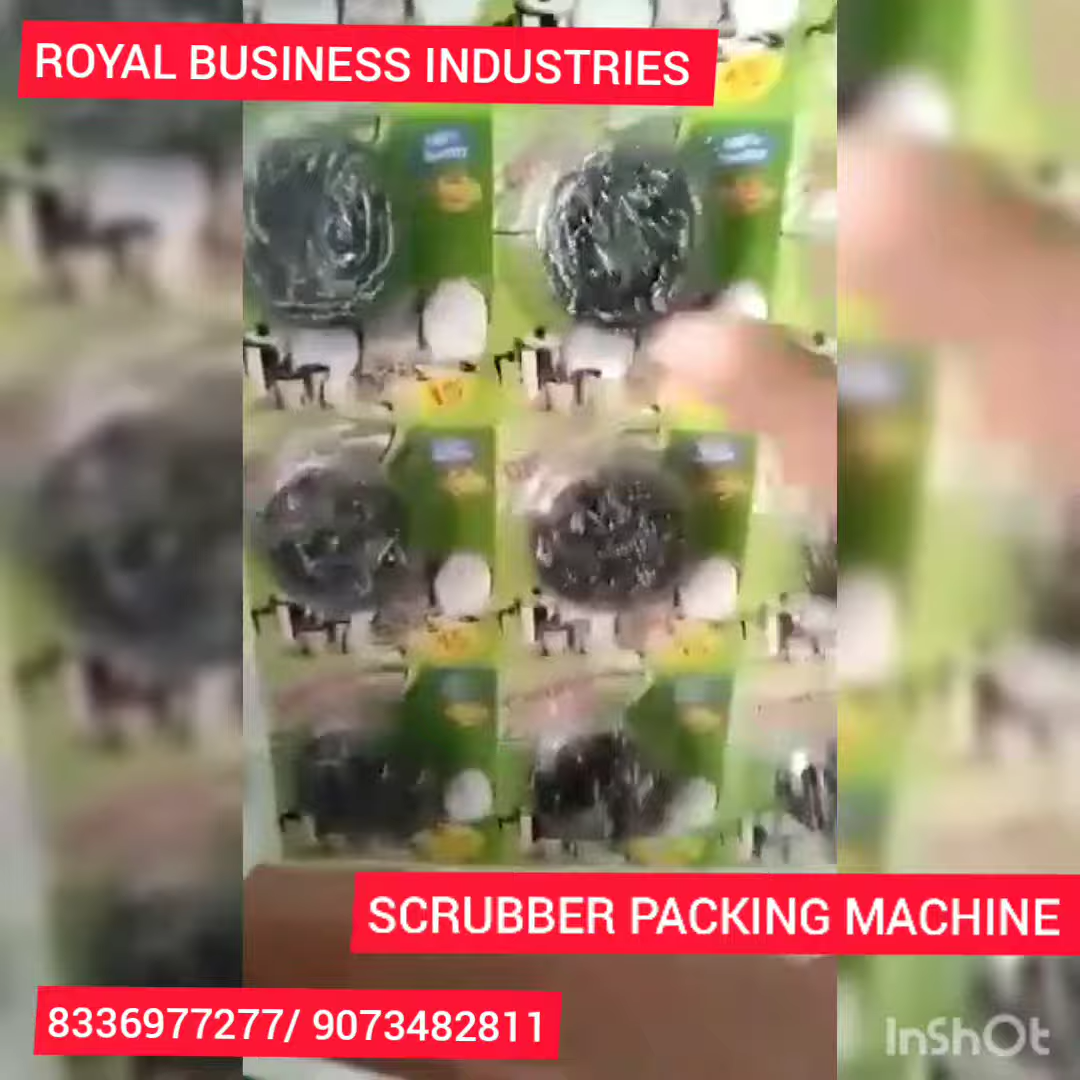 ROYAL BUSINESS INDUSTRIES
SCRUBBER PACKING MACHINE
8336977277/ 9073482811
InShOt